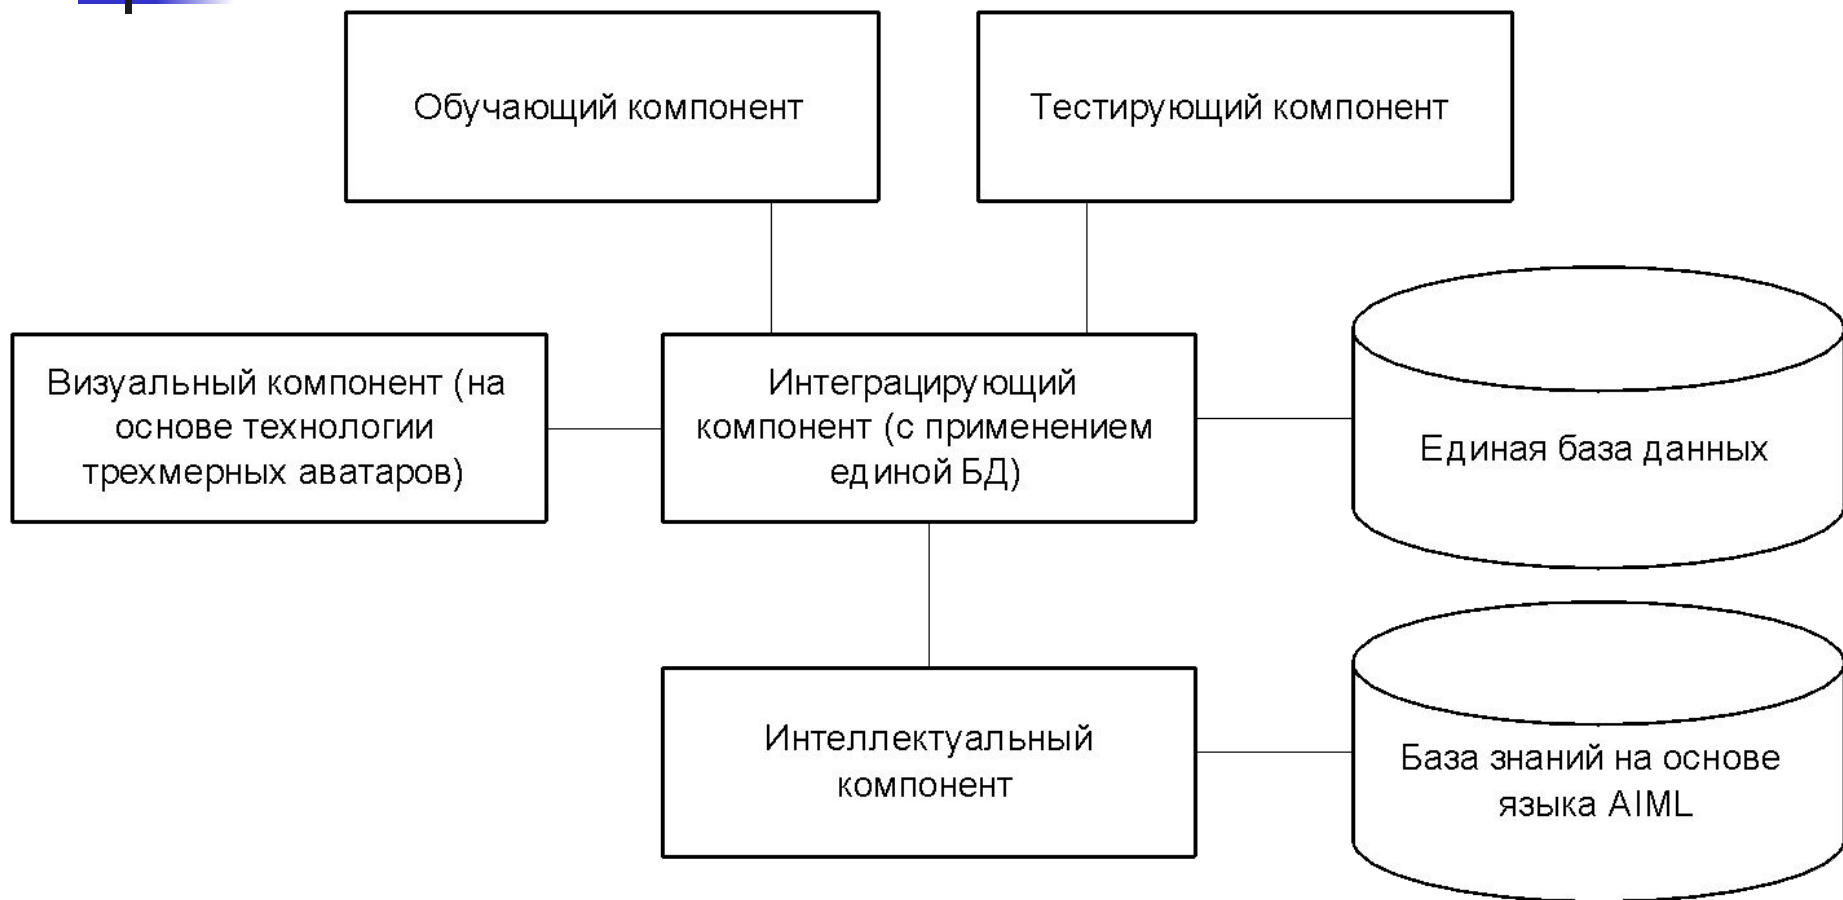 Обучающий компонент
Тестирующий компонент
Визуальный компонент (на
основе технологии
трехмерных аватаров)
Интеграцирующий
компонент (с применением
единой БД)
Единая база данных
Интеллектуальный
компонент
База знаний на основе
языка AIML